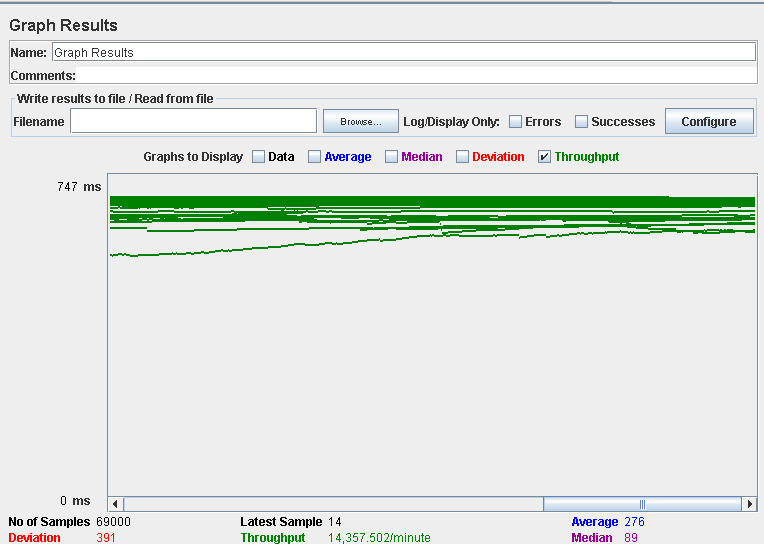 Graph Results
Name: Graph Results
Comments:
Write results to file / Read from file
Filename Browse... Log/Display Only: Errors Successes Configure
Graphs to Display Data Average Median Deviation Throughput
747 ms
0 ms
No of Samples 69000 Latest Sample 14 Average 276
Deviation 391 Throughput 14,357.502/minute Median 89